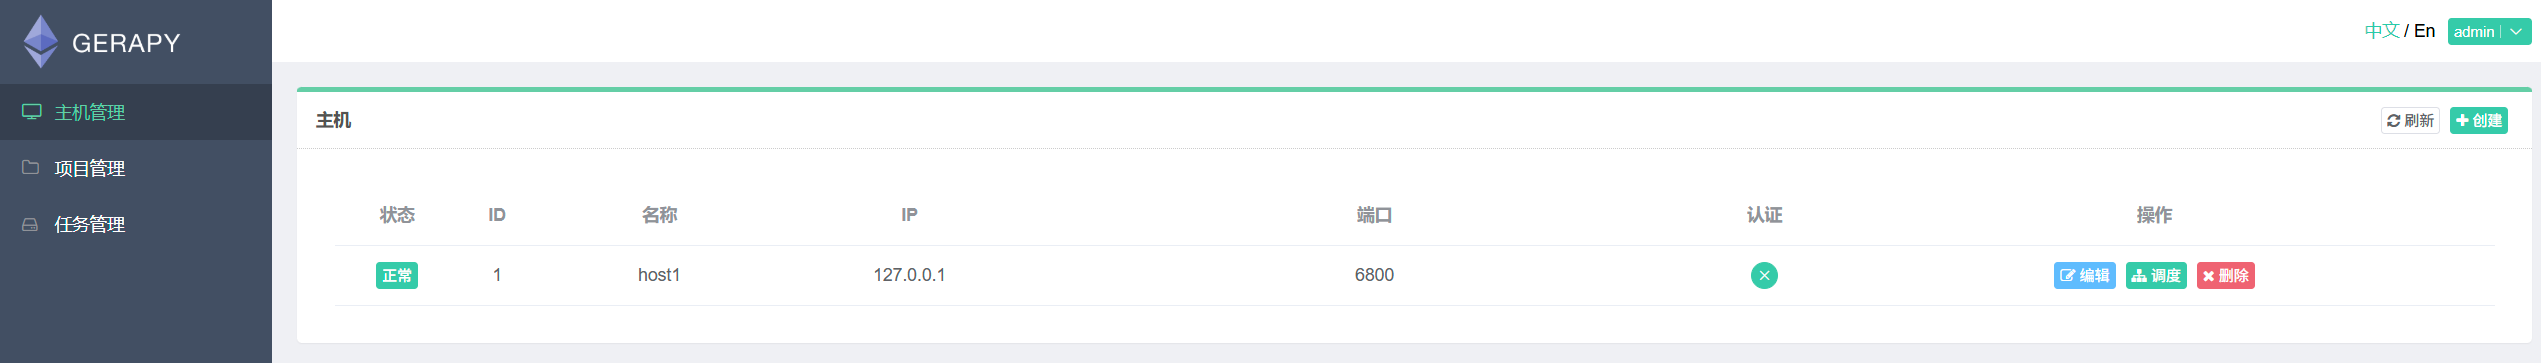 GERAPY
中文 / En admin
主机管理
项目管理
任务管理
主机 刷新 创建
状态 ID 名称 IP 端口 认证 操作
正常 1 host1 127.0.0.1 6800 编辑 调度 删除